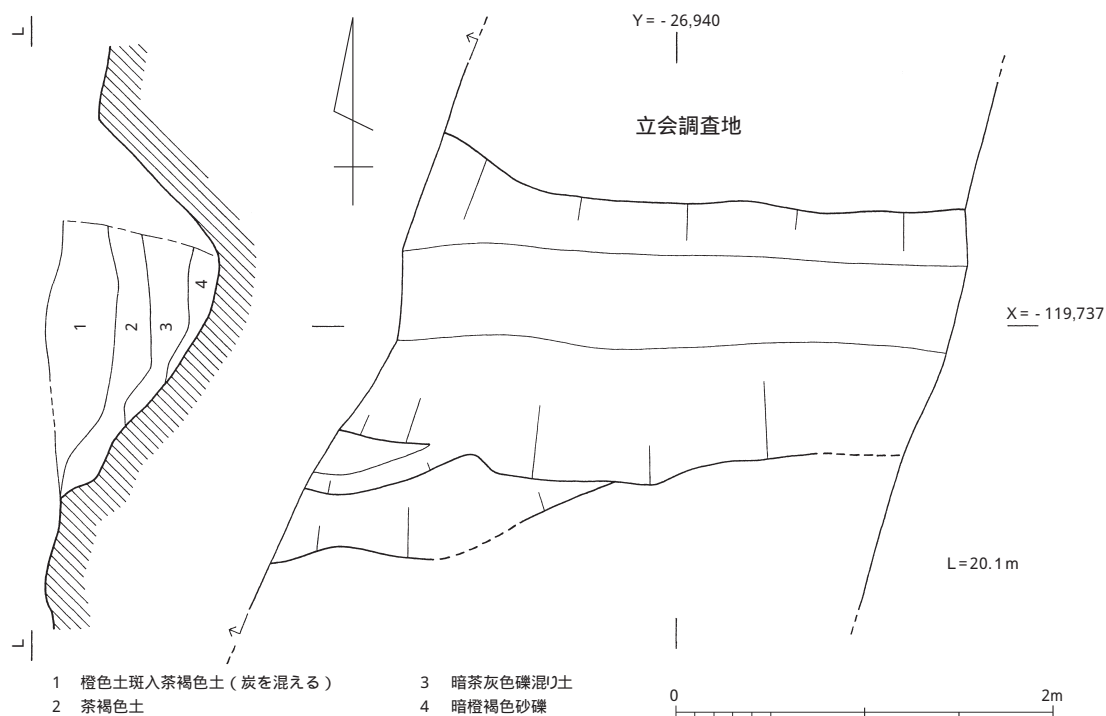 L
Y = - 26,940
立会調査地
4
1
2
3
X = - 119,737
L=20.1m
L
1 橙色土斑入茶褐色土（炭を混える）
2 茶褐色土
3 暗茶灰色礫混り土
4 暗橙褐色砂礫
0
2m